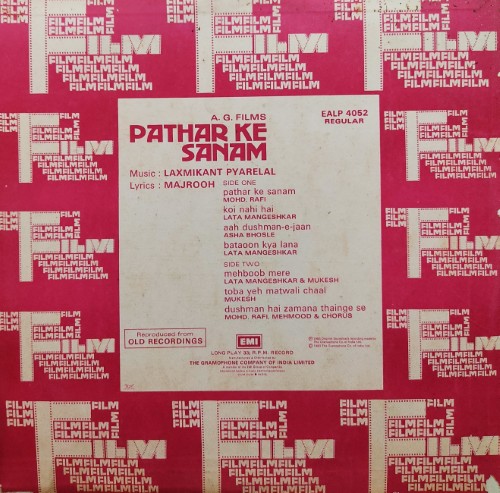 FILM
A. G. FILMS
EALP 4052
REGULAR
PATHAR KE
SANAM
Music : LAXMIKANT PYARELAL
Lyrics : MAJROOH
SIDE ONE
pathar ke sanam
MOHD. RAFI
koi nahi hai
LATA MANGESHKAR
aah dushman-e-jaan
ASHA BHOSLE
bataoon kya lana
LATA MANGESHKAR
SIDE TWO
mehboob mere
LATA MANGESHKAR & MUKESH
toba yeh matwali chaal
MUKESH
dushman hai zamana thainge se
MOHD. RAFI, MEHMOOD & CHORUS
Reproduced from
OLD RECORDINGS
EMI
LONG PLAY 33⅓ R.P.M. RECORD
THE GRAMOPHONE COMPANY OF INDIA LIMITED